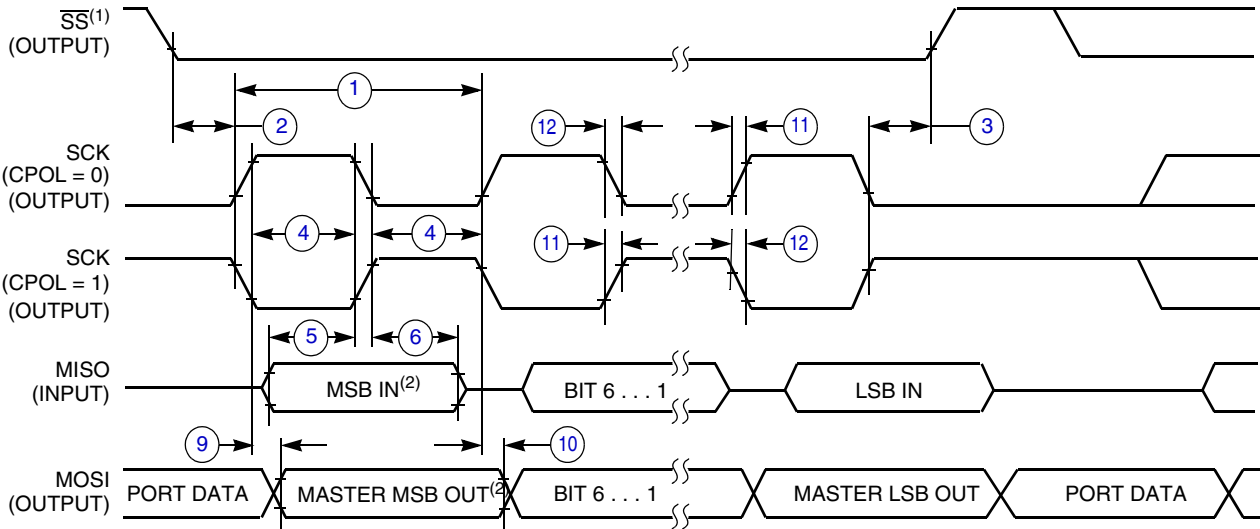 SS(1)
(OUTPUT)
1
2
12
11
3
SCK
(CPOL = 0)
(OUTPUT)
4
4
11
12
SCK
(CPOL = 1)
(OUTPUT)
5
6
MISO
(INPUT)
MSB IN(2)
BIT 6 . . . 1
LSB IN
9
10
MOSI
(OUTPUT)
PORT DATA
MASTER MSB OUT(2
BIT 6 . . . 1
MASTER LSB OUT
PORT DATA